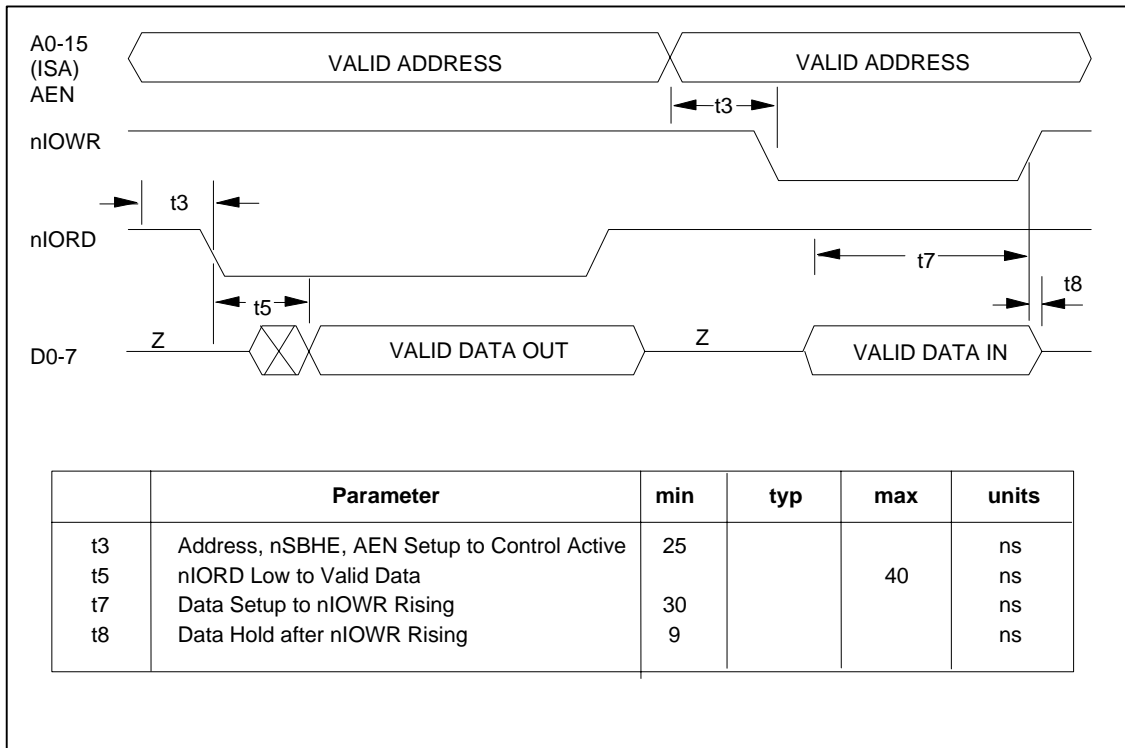 A0-15
(ISA)
AEN
VALID ADDRESS VALID ADDRESS
t3
nIOWR
t3
nIORD
t7
t8
t5
Z Z
D0-7 VALID DATA OUT VALID DATA IN
Parameter min typ max units
t3 Address, nSBHE, AEN Setup to Control Active 25 ns
t5 nIORD Low to Valid Data 40 ns
t7 Data Setup to nIOWR Rising 30 ns
t8 Data Hold after nIOWR Rising 9 ns